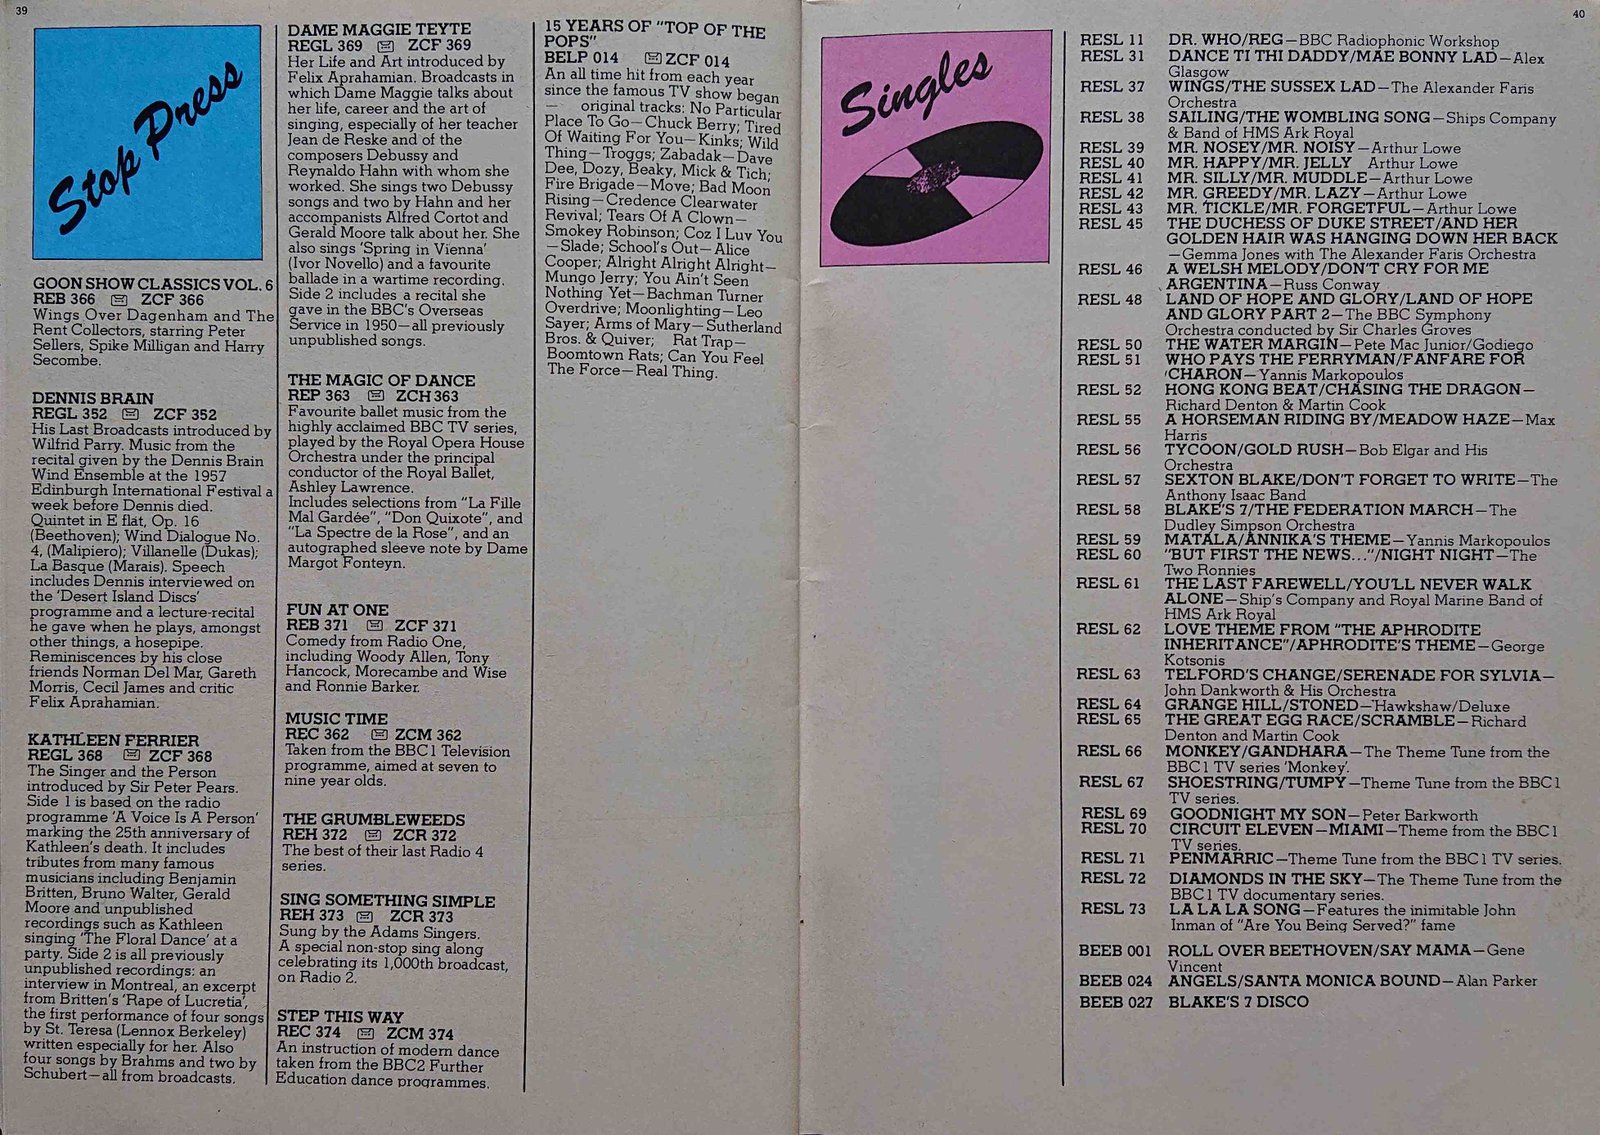 39
Stop Press
GOON SHOW CLASSICS VOL. 6
REB 366 ZCF 366
Wings Over Dagenham and The
Rent Collectors, starring Peter
Sellers, Spike Milligan and Harry
Secombe.
DENNIS BRAIN
REGL 352 ZCF 352
His Last Broadcasts introduced by
Wilfrid Parry. Music from the
recital given by the Dennis Brain
Wind Ensemble at the 1957
Edinburgh International Festival a
week before Dennis died.
Quintet in E flat, Op. 16
(Beethoven); Wind Dialogue No.
4, (Malipiero); Villanelle (Dukas);
La Basque (Marais). Speech
includes Dennis interviewed on
the 'Desert Island Discs'
programme and a lecture-recital
he gave when he plays, amongst
other things, a hosepipe.
Reminiscences by his close
friends Norman Del Mar, Gareth
Morris, Cecil James and critic
Felix Aprahamian.
KATHLEEN FERRIER
REGL 368 ZCF 368
The Singer and the Person
introduced by Sir Peter Pears.
Side 1 is based on the radio
programme 'A Voice Is A Person'
marking the 25th anniversary of
Kathleen's death. It includes
tributes from many famous
musicians including Benjamin
Britten, Bruno Walter, Gerald
Moore and unpublished
recordings such as Kathleen
singing 'The Floral Dance' at a
party. Side 2 is all previously
unpublished recordings: an
interview in Montreal, an excerpt
from Britten's 'Rape of Lucretia',
the first performance of four songs
by St. Teresa (Lennox Berkeley)
written especially for her. Also
four songs by Brahms and two by
Schubert—all from broadcasts.
DAME MAGGIE TEYTE
REGL 369 ZCF 369
Her Life and Art introduced by
Felix Aprahamian. Broadcasts in
which Dame Maggie talks about
her life, career and the art of
singing, especially of her teacher
Jean de Reske and of the
composers Debussy and
Reynaldo Hahn with whom she
worked. She sings two Debussy
songs and two by Hahn and her
accompanists Alfred Cortot and
Gerald Moore talk about her. She
also sings 'Spring in Vienna'
(Ivor Novello) and a favourite
ballade in a wartime recording.
Side 2 includes a recital she
gave in the BBC's Overseas
Service in 1950—all previously
unpublished songs.
THE MAGIC OF DANCE
REP 363 ZCH 363
Favourite ballet music from the
highly acclaimed BBC TV series,
played by the Royal Opera House
Orchestra under the principal
conductor of the Royal Ballet,
Ashley Lawrence.
Includes selections from "La Fille
Mal Gardée", "Don Quixote", and
"La Spectre de la Rose", and an
autographed sleeve note by Dame
Margot Fonteyn.
FUN AT ONE
REB 371 ZCF 371
Comedy from Radio One,
including Woody Allen, Tony
Hancock, Morecambe and Wise
and Ronnie Barker.
MUSIC TIME
REC 362 ZCM 362
Taken from the BBC1 Television
programme, aimed at seven to
nine year olds.
THE GRUMBLEWEEDS
REH 372 ZCR 372
The best of their last Radio 4
series.
SING SOMETHING SIMPLE
REH 373 ZCR 373
Sung by the Adams Singers.
A special non-stop sing along
celebrating its 1,000th broadcast,
on Radio 2.
STEP THIS WAY
REC 374 ZCM 374
An instruction of modern dance
taken from the BBC2 Further
Education dance programmes.
15 YEARS OF "TOP OF THE
POPS"
BELP 014 ZCF 014
An all time hit from each year
since the famous TV show began
— original tracks: No Particular
Place To Go—Chuck Berry; Tired
Of Waiting For You—Kinks; Wild
Thing—Troggs; Zabadak—Dave
Dee, Dozy, Beaky, Mick & Tich;
Fire Brigade—Move; Bad Moon
Rising—Credence Clearwater
Revival; Tears Of A Clown—
Smokey Robinson; Coz I Luv You
—Slade; School's Out—Alice
Cooper; Alright Alright Alright—
Mungo Jerry; You Ain't Seen
Nothing Yet—Bachman Turner
Overdrive; Moonlighting—Leo
Sayer; Arms of Mary—Sutherland
Bros. & Quiver; Rat Trap—
Boomtown Rats; Can You Feel
The Force—Real Thing.
40
Singles
RESL 11 DR. WHO/REG—BBC Radiophonic Workshop
RESL 31 DANCE TI THI DADDY/MAE BONNY LAD—Alex
Glasgow
RESL 37 WINGS/THE SUSSEX LAD—The Alexander Faris
Orchestra
RESL 38 SAILING/THE WOMBLING SONG—Ships Company
& Band of HMS Ark Royal
RESL 39 MR. NOSEY/MR. NOISY—Arthur Lowe
RESL 40 MR. HAPPY/MR. JELLY Arthur Lowe
RESL 41 MR. SILLY/MR. MUDDLE—Arthur Lowe
RESL 42 MR. GREEDY/MR. LAZY—Arthur Lowe
RESL 43 MR. TICKLE/MR. FORGETFUL—Arthur Lowe
RESL 45 THE DUCHESS OF DUKE STREET/AND HER
GOLDEN HAIR WAS HANGING DOWN HER BACK
—Gemma Jones with The Alexander Faris Orchestra
RESL 46 A WELSH MELODY/DON'T CRY FOR ME
ARGENTINA—Russ Conway
RESL 48 LAND OF HOPE AND GLORY/LAND OF HOPE
AND GLORY PART 2—The BBC Symphony
Orchestra conducted by Sir Charles Groves
RESL 50 THE WATER MARGIN—Pete Mac Junior/Godiego
RESL 51 WHO PAYS THE FERRYMAN/FANFARE FOR
CHARON—Yannis Markopoulos
RESL 52 HONG KONG BEAT/CHASING THE DRAGON—
Richard Denton & Martin Cook
RESL 55 A HORSEMAN RIDING BY/MEADOW HAZE—Max
Harris
RESL 56 TYCOON/GOLD RUSH—Bob Elgar and His
Orchestra
RESL 57 SEXTON BLAKE/DON'T FORGET TO WRITE—The
Anthony Isaac Band
RESL 58 BLAKE'S 7/THE FEDERATION MARCH—The
Dudley Simpson Orchestra
RESL 59 MATALA/ANNIKA'S THEME—Yannis Markopoulos
RESL 60 "BUT FIRST THE NEWS..."/NIGHT NIGHT—The
Two Ronnies
RESL 61 THE LAST FAREWELL/YOU'LL NEVER WALK
ALONE—Ship's Company and Royal Marine Band of
HMS Ark Royal
RESL 62 LOVE THEME FROM "THE APHRODITE
INHERITANCE"/APHRODITE'S THEME—George
Kotsonis
RESL 63 TELFORD'S CHANGE/SERENADE FOR SYLVIA—
John Dankworth & His Orchestra
RESL 64 GRANGE HILL/STONED—Hawkshaw/Deluxe
RESL 65 THE GREAT EGG RACE/SCRAMBLE—Richard
Denton and Martin Cook
RESL 66 MONKEY/GANDHARA—The Theme Tune from the
BBC1 TV series 'Monkey'.
RESL 67 SHOESTRING/TUMPY—Theme Tune from the BBC1
TV series.
RESL 69 GOODNIGHT MY SON—Peter Barkworth
RESL 70 CIRCUIT ELEVEN—MIAMI—Theme from the BBC1
TV series.
RESL 71 PENMARRIC—Theme Tune from the BBC1 TV series.
RESL 72 DIAMONDS IN THE SKY—The Theme Tune from the
BBC1 TV documentary series.
RESL 73 LA LA LA SONG—Features the inimitable John
Inman of "Are You Being Served?" fame
BEEB 001 ROLL OVER BEETHOVEN/SAY MAMA—Gene
Vincent
BEEB 024 ANGELS/SANTA MONICA BOUND—Alan Parker
BEEB 027 BLAKE'S 7 DISCO